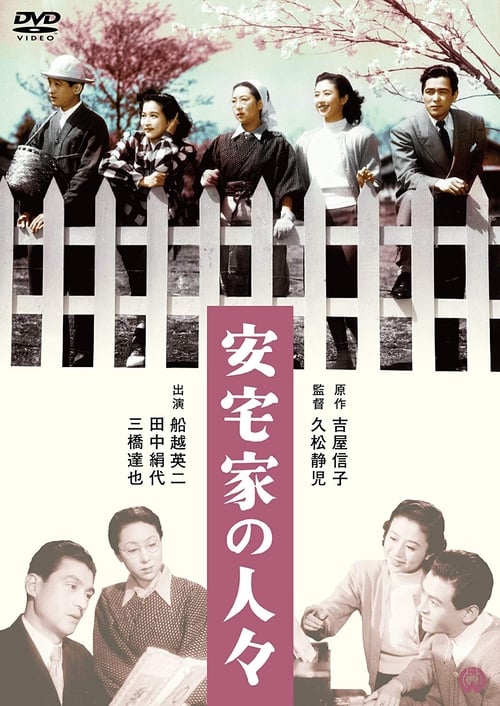 DVD
VIDEO
安宅家の人々
原作 吉屋信子
監督 久松静児
出演 船越英二
田中絹代
三橋達也